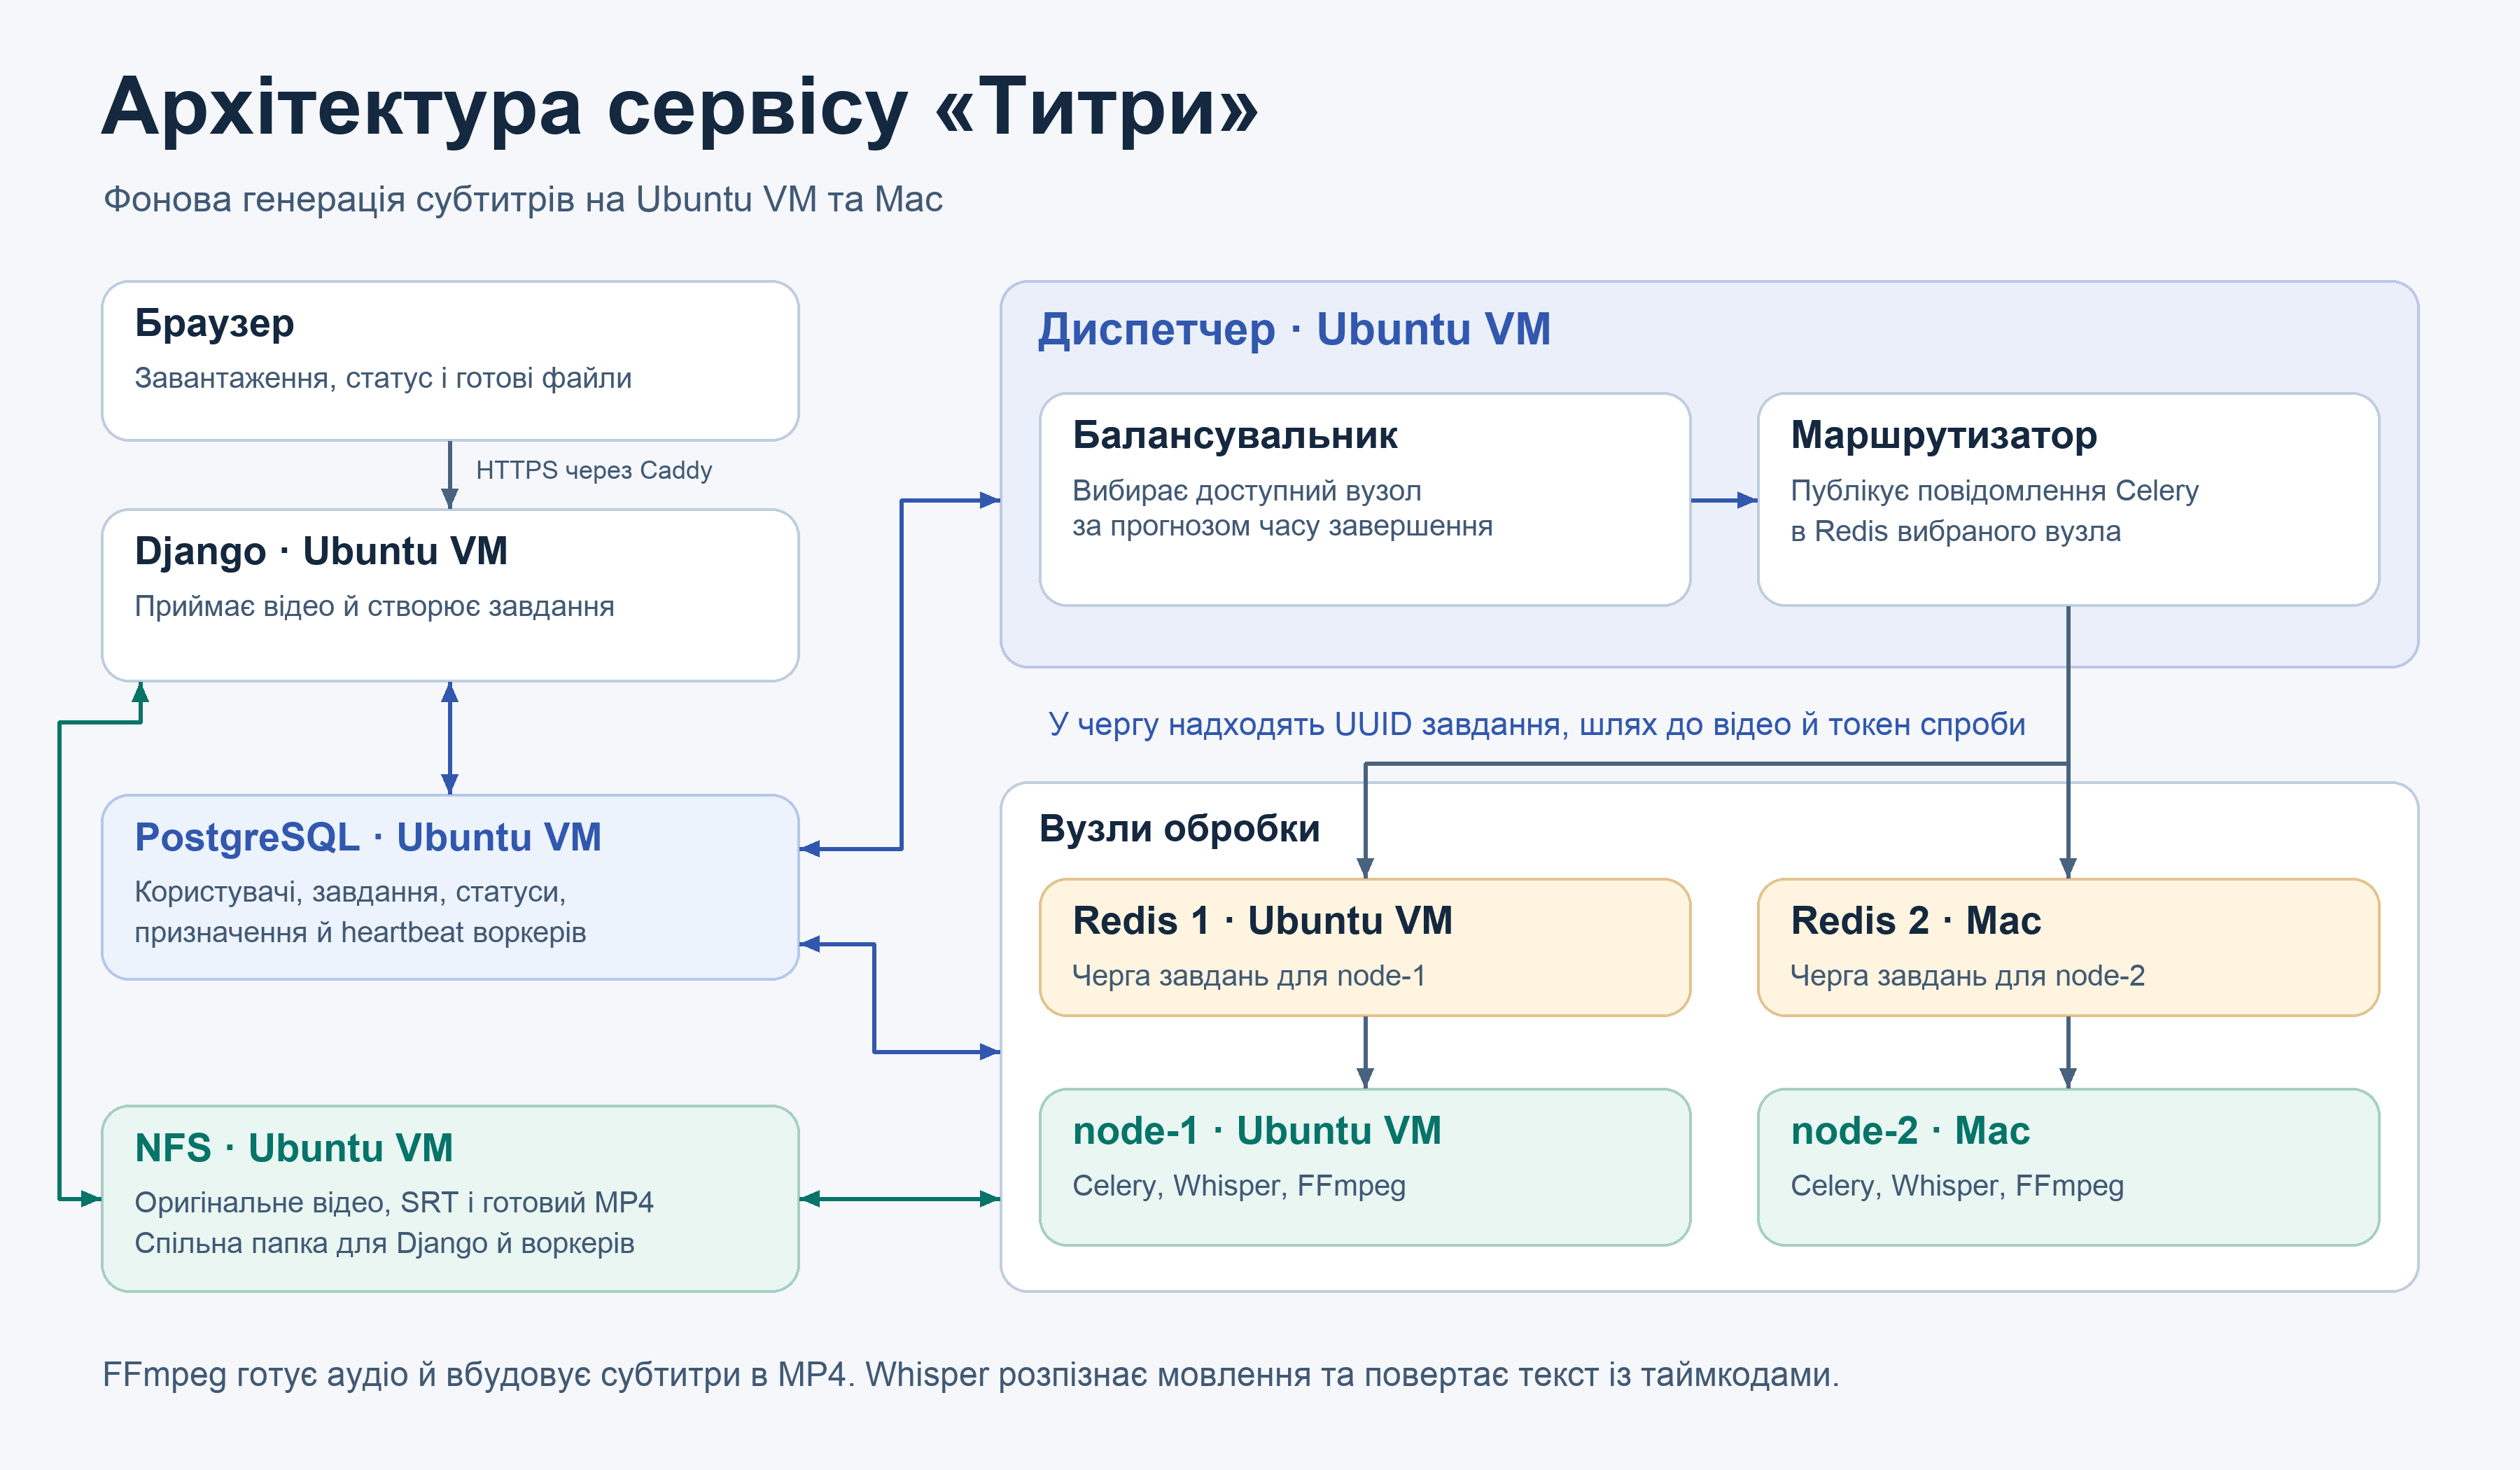 Архітектура сервісу «Титри»
Фонова генерація субтитрів на Ubuntu VM та Mac
Браузер
Завантаження, статус і готові файли
HTTPS через Caddy
Django · Ubuntu VM
Приймає відео й створює завдання
PostgreSQL · Ubuntu VM
Користувачі, завдання, статуси,
призначення й heartbeat воркерів
NFS · Ubuntu VM
Оригінальне відео, SRT і готовий MP4
Спільна папка для Django й воркерів
Диспетчер · Ubuntu VM
Балансувальник
Вибирає доступний вузол
за прогнозом часу завершення
Маршрутизатор
Публікує повідомлення Celery
в Redis вибраного вузла
У чергу надходять UUID завдання, шлях до відео й токен спроби
Вузли обробки
Redis 1 · Ubuntu VM
Черга завдань для node-1
Redis 2 · Mac
Черга завдань для node-2
node-1 · Ubuntu VM
Celery, Whisper, FFmpeg
node-2 · Mac
Celery, Whisper, FFmpeg
FFmpeg готує аудіо й вбудовує субтитри в MP4. Whisper розпізнає мовлення та повертає текст із таймкодами.